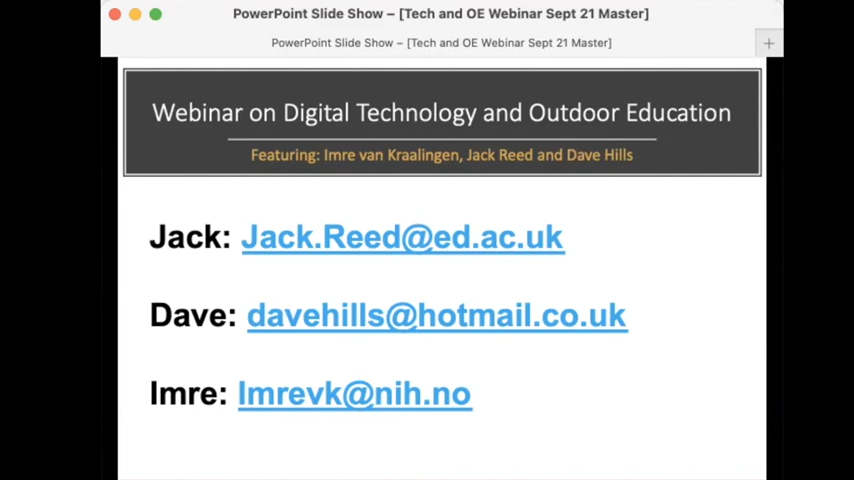 PowerPoint Slide Show – [Tech and OE Webinar Sept 21 Master]
PowerPoint Slide Show – [Tech and OE Webinar Sept 21 Master]
+
Webinar on Digital Technology and Outdoor Education
Featuring: Imre van Kraalingen, Jack Reed and Dave Hills
Jack: Jack.Reed@ed.ac.uk
Dave: davehills@hotmail.co.uk
Imre: Imrevk@nih.no